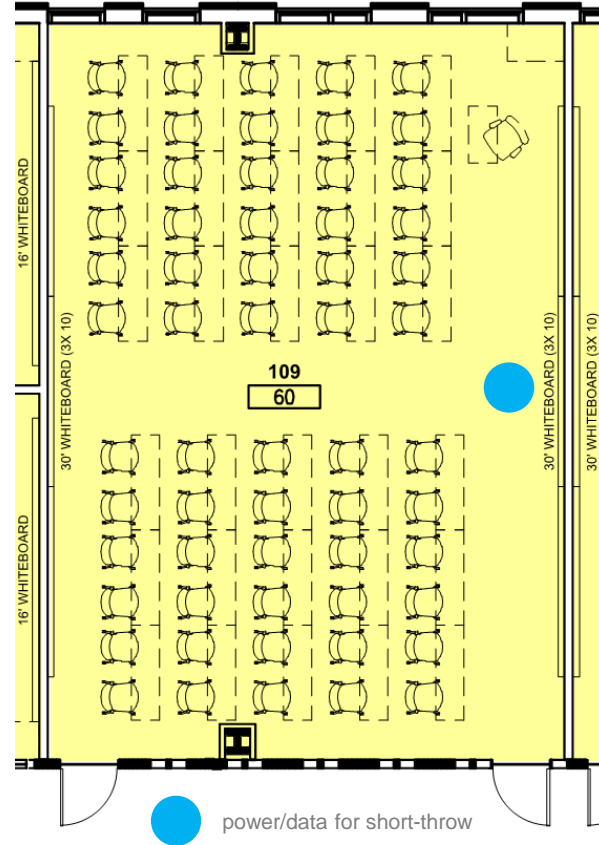 16' WHITEBOARD
16' WHITEBOARD
30' WHITEBOARD (3X 10)
109
60
30' WHITEBOARD (3X 10)
30' WHITEBOARD (3X 10)
power/data for short-throw